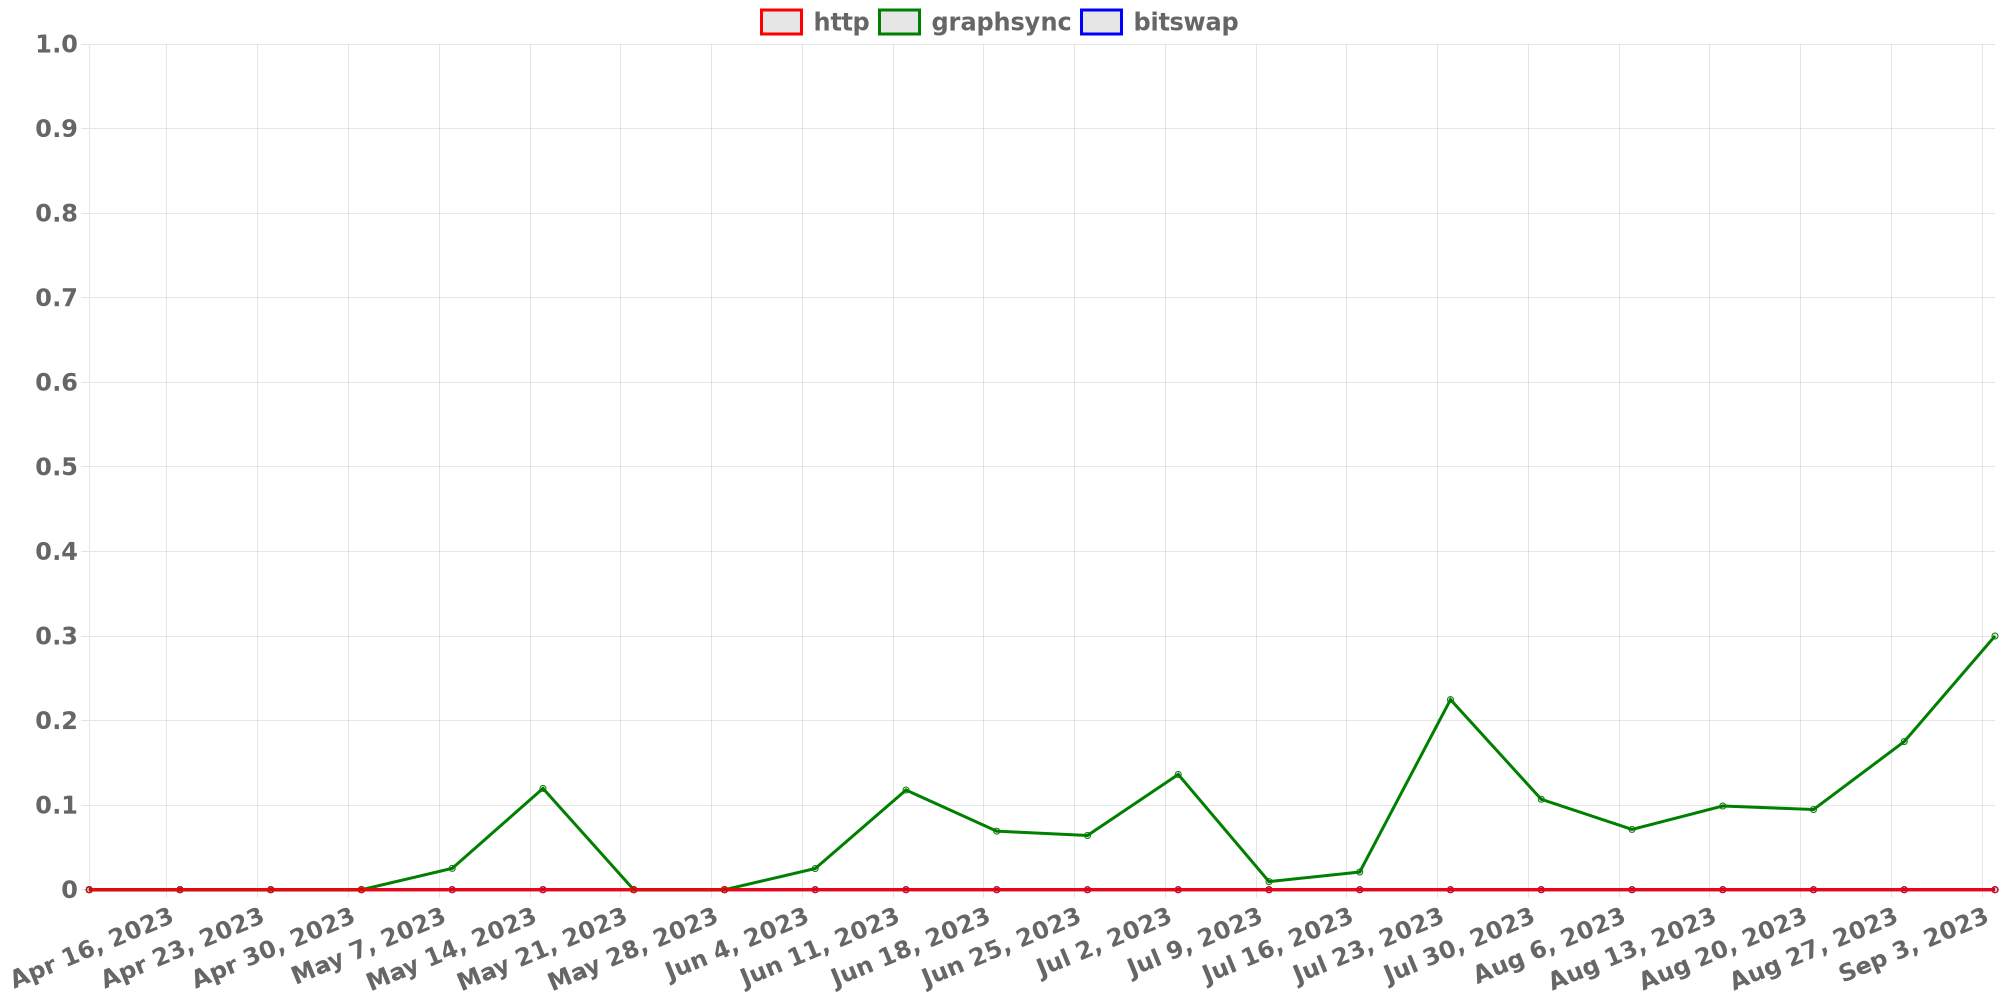 http graphsync bitswap
1.0
0.9
0.8
0.7
0.6
0.5
0.4
0.3
0.2
0.1
0
Apr 16, 2023
Apr 23, 2023
Apr 30, 2023
May 7, 2023
May 14, 2023
May 21, 2023
May 28, 2023
Jun 4, 2023
Jun 11, 2023
Jun 18, 2023
Jun 25, 2023
Jul 2, 2023
Jul 9, 2023
Jul 16, 2023
Jul 23, 2023
Jul 30, 2023
Aug 6, 2023
Aug 13, 2023
Aug 20, 2023
Aug 27, 2023
Sep 3, 2023